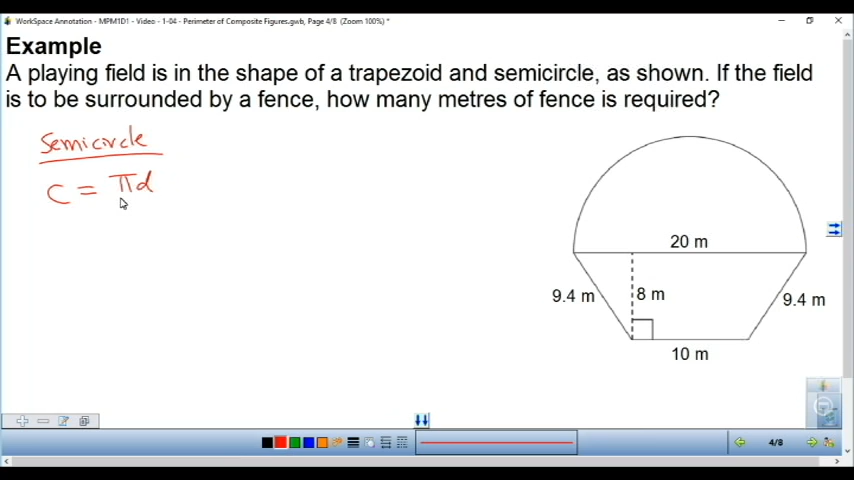 WorkSpace Annotation - MPM1D1 - Video - 1-04 - Perimeter of Composite Figures.gwb, Page 4/8 (Zoom 100%) *
Example
A playing field is in the shape of a trapezoid and semicircle, as shown. If the field
is to be surrounded by a fence, how many metres of fence is required?
Semicircle
C = πd
20 m
9.4 m
8 m
9.4 m
10 m
4/8